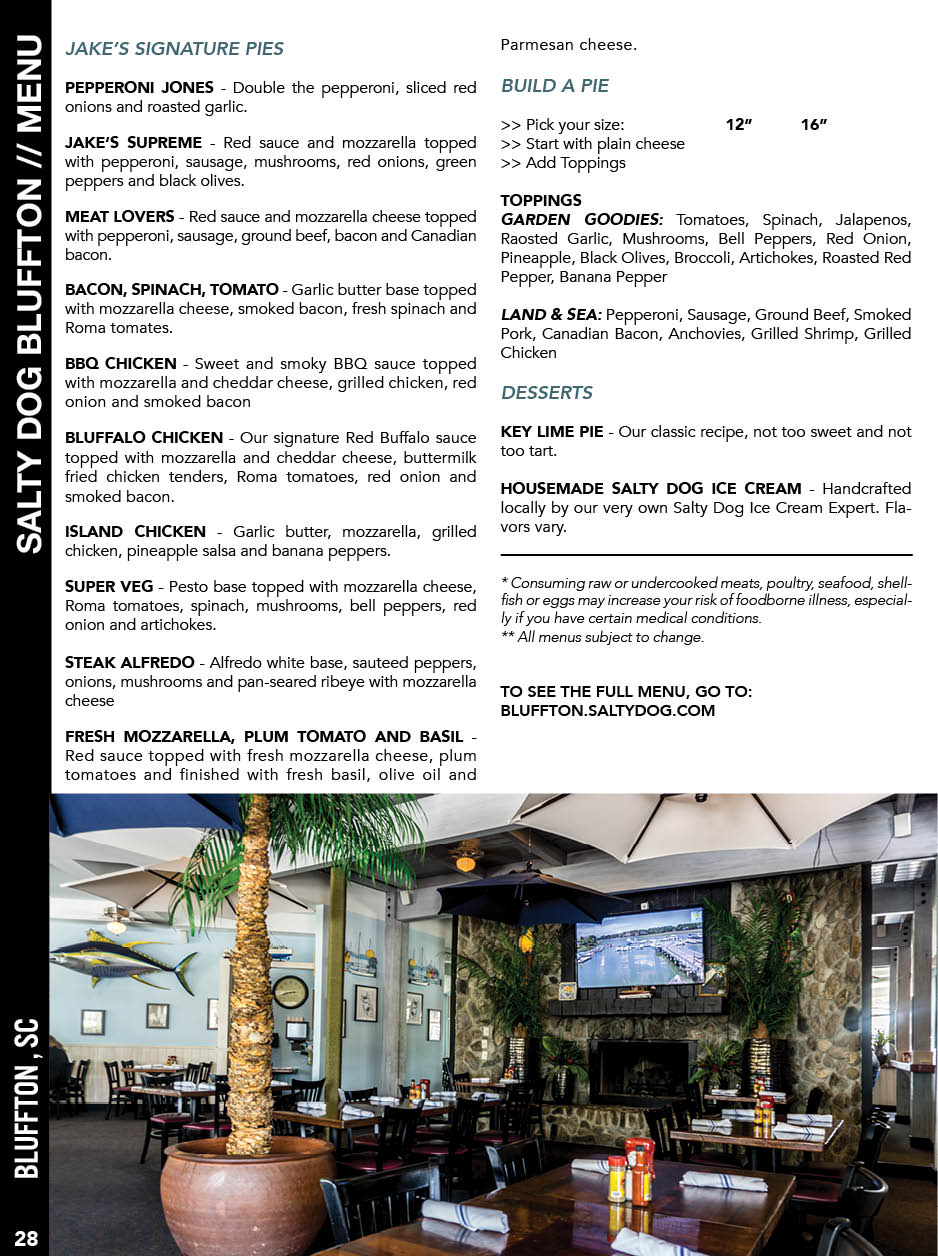 SALTY DOG BLUFFTON // MENU
JAKE'S SIGNATURE PIES
PEPPERONI JONES - Double the pepperoni, sliced red
onions and roasted garlic.
JAKE'S SUPREME - Red sauce and mozzarella topped
with pepperoni, sausage, mushrooms, red onions, green
peppers and black olives.
MEAT LOVERS - Red sauce and mozzarella cheese topped
with pepperoni, sausage, ground beef, bacon and Canadian
bacon.
BACON, SPINACH, TOMATO - Garlic butter base topped
with mozzarella cheese, smoked bacon, fresh spinach and
Roma tomates.
BBQ CHICKEN - Sweet and smoky BBQ sauce topped
with mozzarella and cheddar cheese, grilled chicken, red
onion and smoked bacon
BLUFFALO CHICKEN - Our signature Red Buffalo sauce
topped with mozzarella and cheddar cheese, buttermilk
fried chicken tenders, Roma tomatoes, red onion and
smoked bacon.
ISLAND CHICKEN - Garlic butter, mozzarella, grilled
chicken, pineapple salsa and banana peppers.
SUPER VEG - Pesto base topped with mozzarella cheese,
Roma tomatoes, spinach, mushrooms, bell peppers, red
onion and artichokes.
STEAK ALFREDO - Alfredo white base, sauteed peppers,
onions, mushrooms and pan-seared ribeye with mozzarella
cheese
FRESH MOZZARELLA, PLUM TOMATO AND BASIL -
Red sauce topped with fresh mozzarella cheese, plum
tomatoes and finished with fresh basil, olive oil and
Parmesan cheese.
BUILD A PIE
>> Pick your size: 12” 16”
>> Start with plain cheese
>> Add Toppings
TOPPINGS
GARDEN GOODIES: Tomatoes, Spinach, Jalapenos,
Raosted Garlic, Mushrooms, Bell Peppers, Red Onion,
Pineapple, Black Olives, Broccoli, Artichokes, Roasted Red
Pepper, Banana Pepper
LAND & SEA: Pepperoni, Sausage, Ground Beef, Smoked
Pork, Canadian Bacon, Anchovies, Grilled Shrimp, Grilled
Chicken
DESSERTS
KEY LIME PIE - Our classic recipe, not too sweet and not
too tart.
HOUSEMADE SALTY DOG ICE CREAM - Handcrafted
locally by our very own Salty Dog Ice Cream Expert. Fla-
vors vary.
* Consuming raw or undercooked meats, poultry, seafood, shell-
fish or eggs may increase your risk of foodborne illness, especial-
ly if you have certain medical conditions.
** All menus subject to change.
TO SEE THE FULL MENU, GO TO:
BLUFFTON.SALTYDOG.COM
BLUFFTON, SC
28